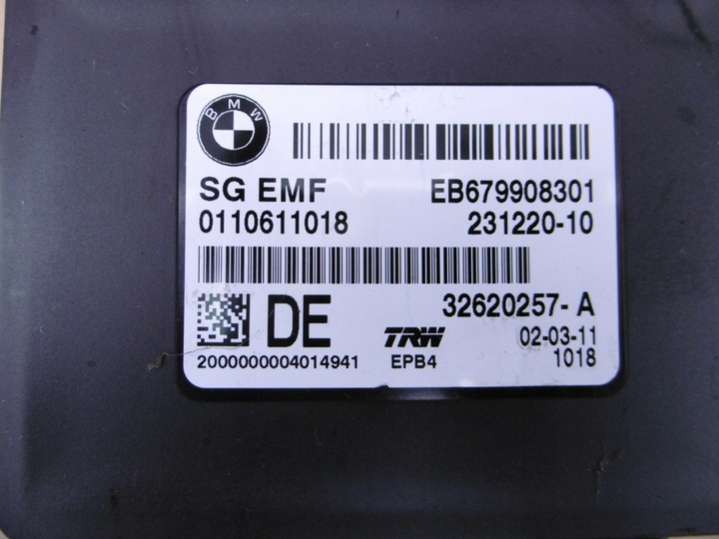 BMW
SG EMF EB679908301
0110611018 231220-10
32620257-A
DE TRW 02-03-11
2000000004014941 EPB4 1018